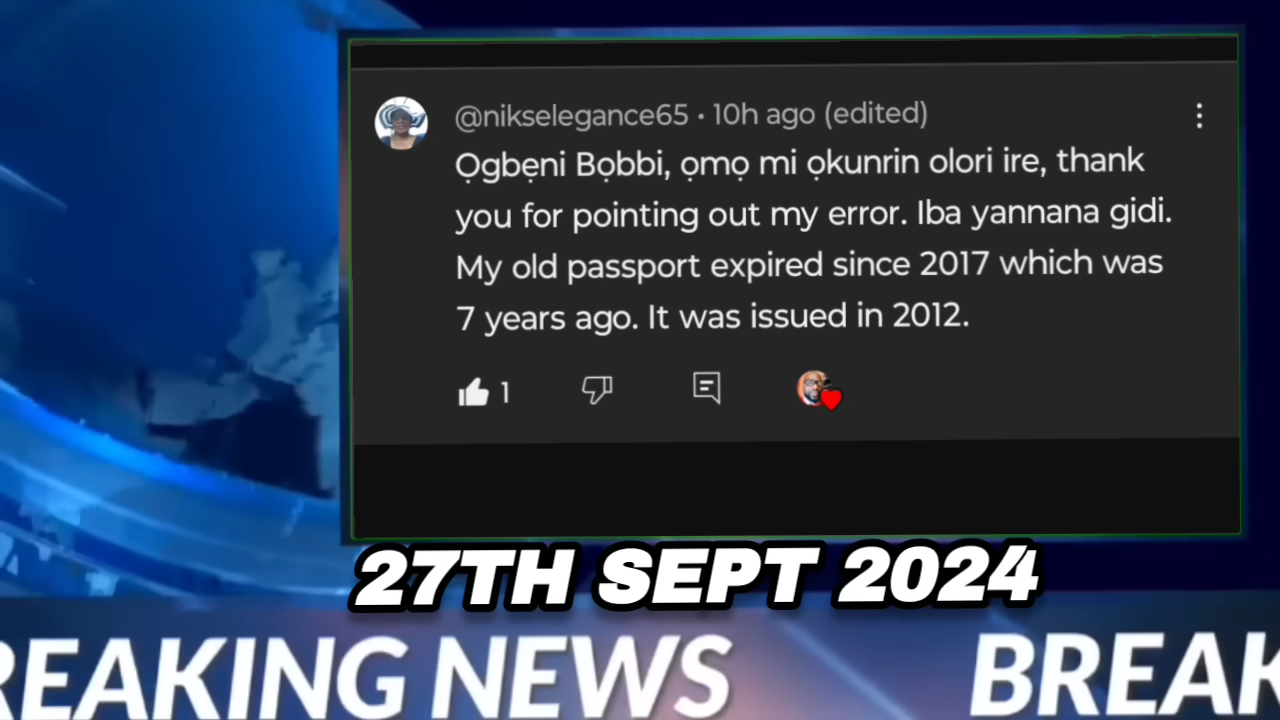 @nikselegance65 • 10h ago (edited)
Ọgbẹni Bọbbi, ọmọ mi ọkunrin olori ire, thank
you for pointing out my error. Iba yannana gidi.
My old passport expired since 2017 which was
7 years ago. It was issued in 2012.
1
27TH SEPT 2024
REAKING NEWS BREAK